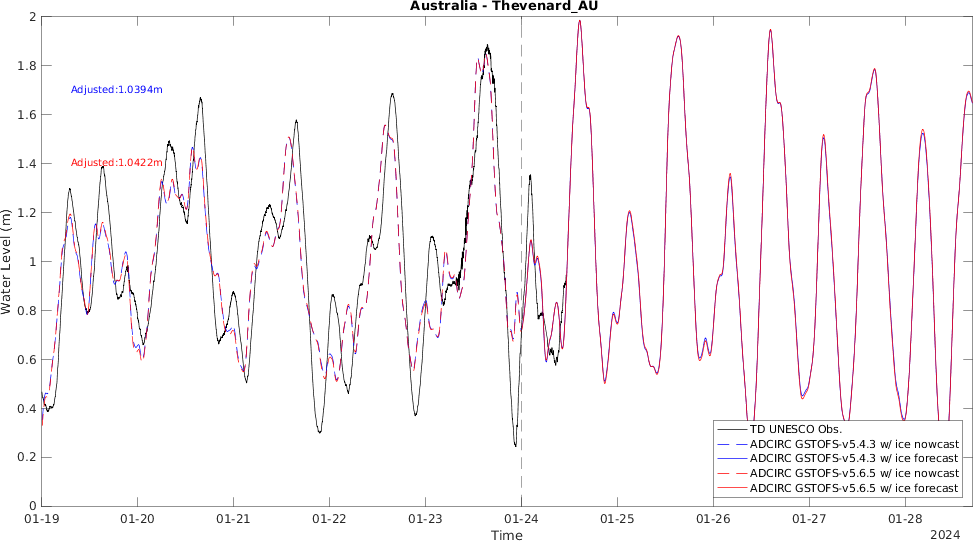 Australia - Thevenard_AU
2
1.8
1.6
1.4
1.2
1
0.8
0.6
0.4
0.2
0
Water Level (m)
Adjusted:1.0394m
Adjusted:1.0422m
TD UNESCO Obs.
ADCIRC GSTOFS-v5.4.3 w/ ice nowcast
ADCIRC GSTOFS-v5.4.3 w/ ice forecast
ADCIRC GSTOFS-v5.6.5 w/ ice nowcast
ADCIRC GSTOFS-v5.6.5 w/ ice forecast
01-19 01-20 01-21 01-22 01-23 01-24 01-25 01-26 01-27 01-28
Time
2024